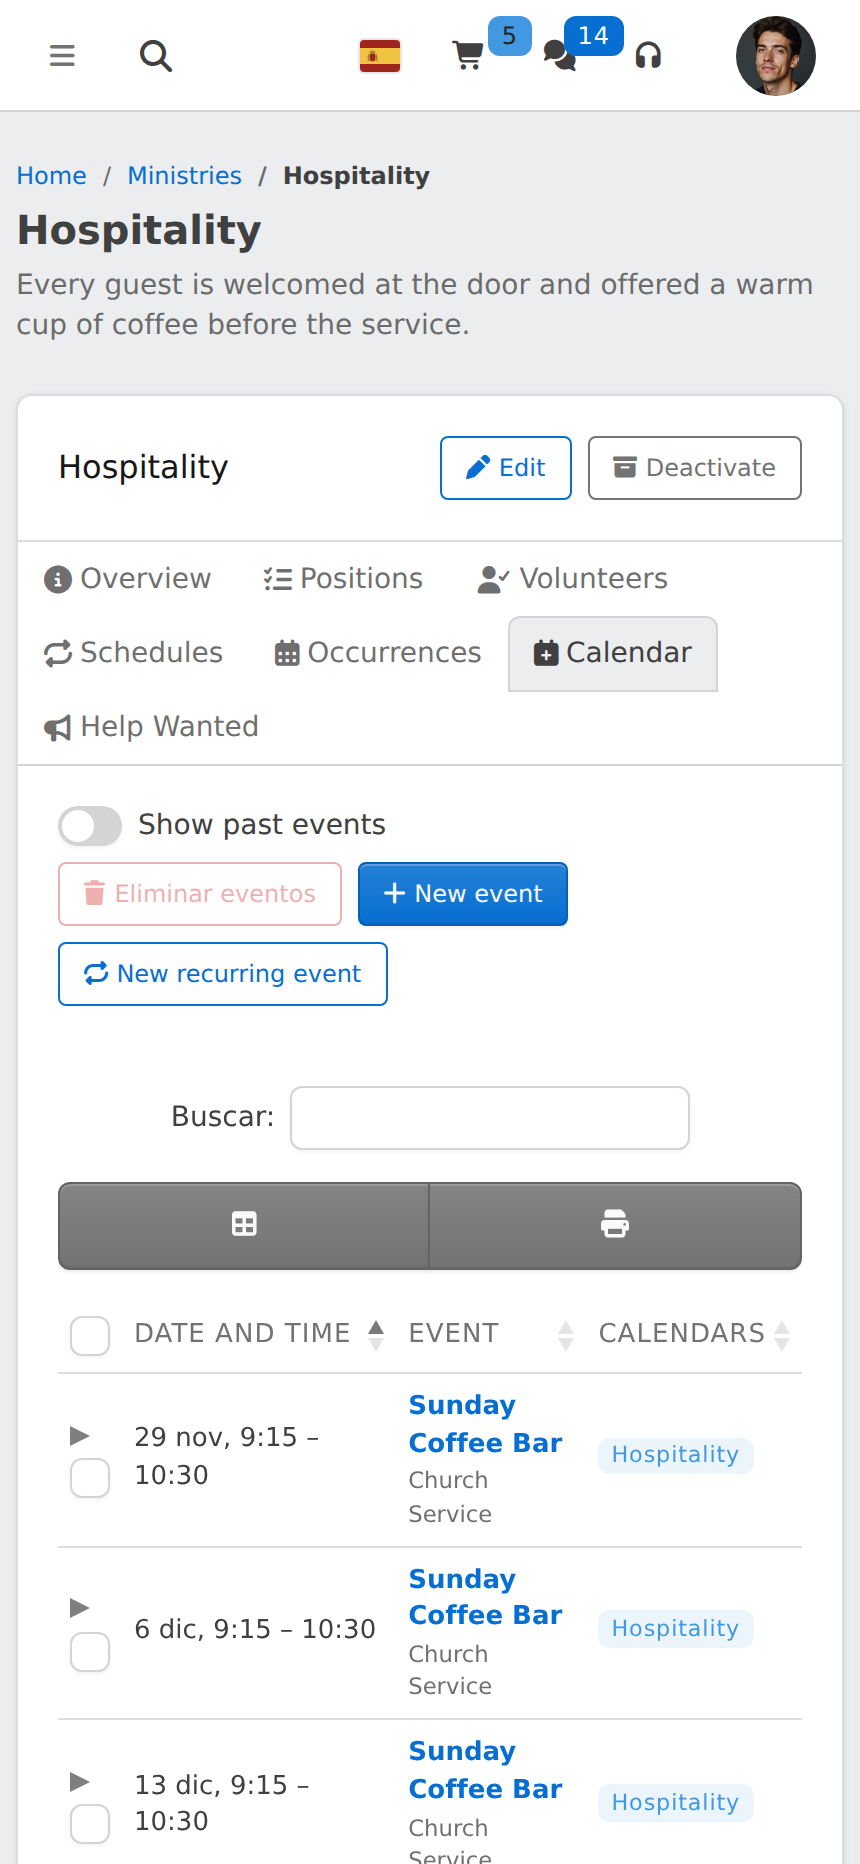 5
14
Home / Ministries / Hospitality
Hospitality
Every guest is welcomed at the door and offered a warm
cup of coffee before the service.
Hospitality
Edit
Deactivate
Overview
Positions
Volunteers
Schedules
Occurrences
Calendar
Help Wanted
Show past events
Eliminar eventos
New event
New recurring event
Buscar:
DATE AND TIME
EVENT
CALENDARS
29 nov, 9:15 –
10:30
Sunday
Coffee Bar
Church
Service
Hospitality
6 dic, 9:15 – 10:30
Sunday
Coffee Bar
Church
Service
Hospitality
13 dic, 9:15 –
10:30
Sunday
Coffee Bar
Church
Service
Hospitality